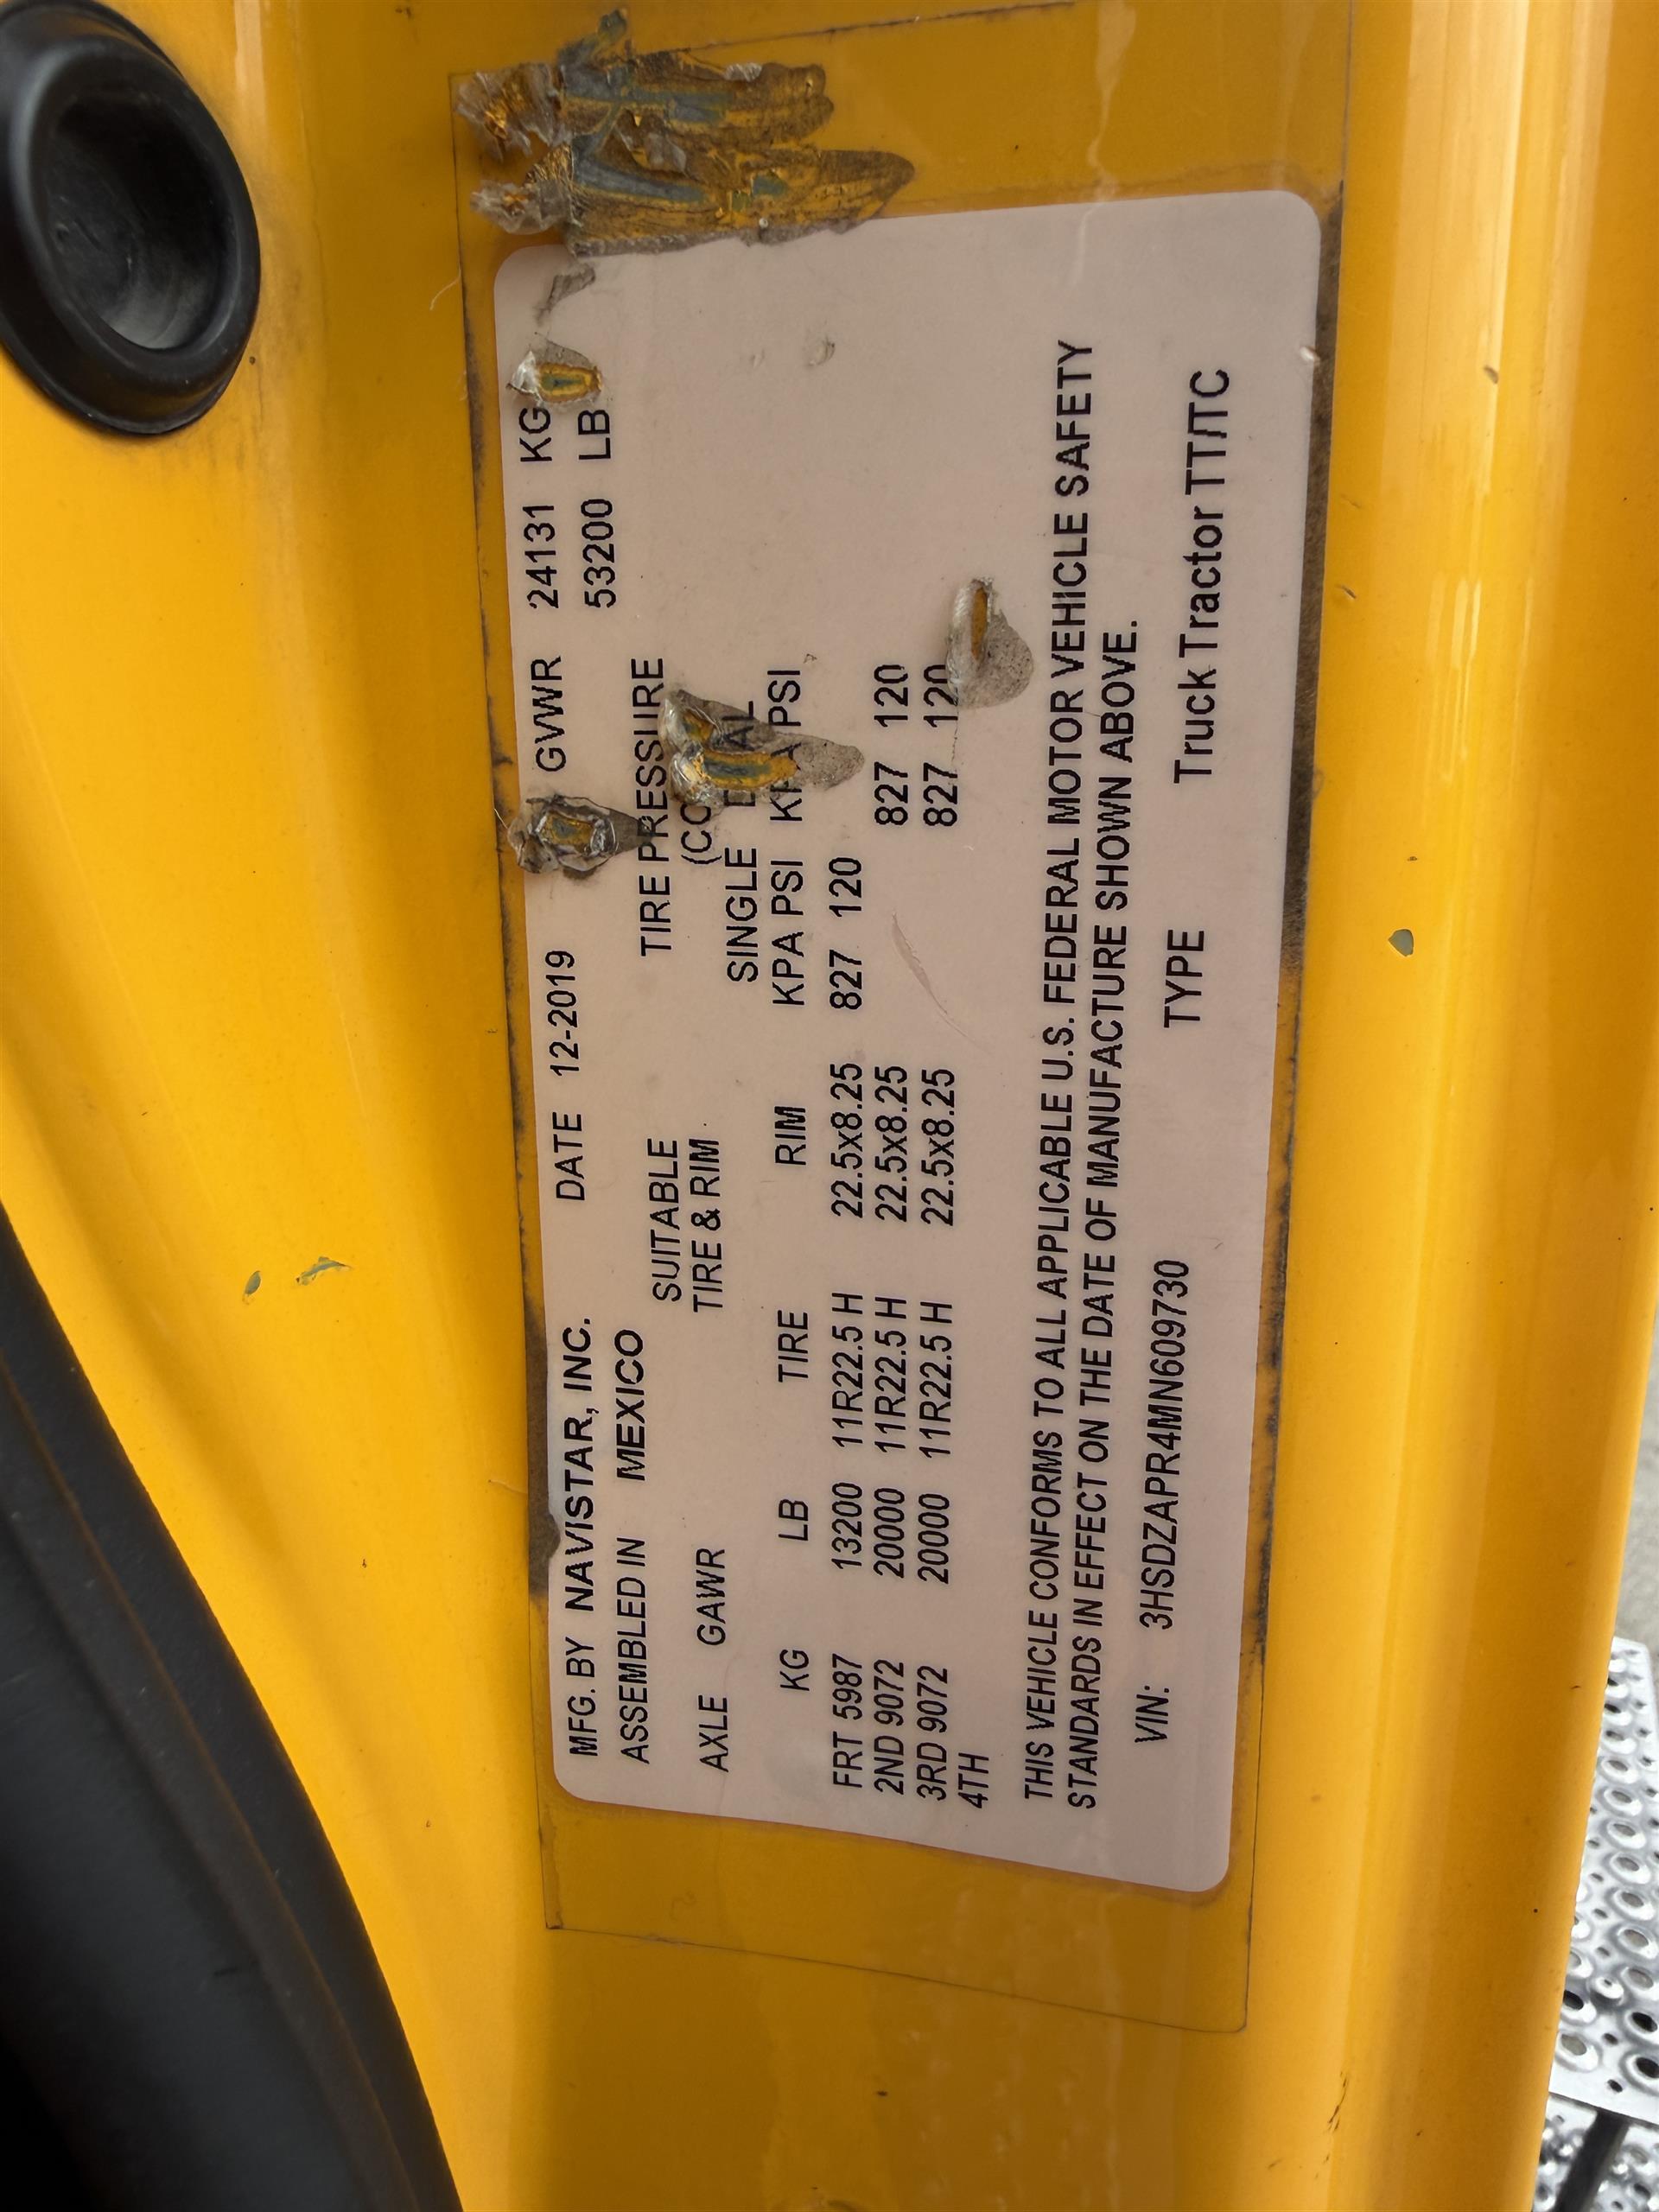 MFG. BY NAVISTAR, INC. DATE 12-2019 GVWR 24131 KG
ASSEMBLED IN MEXICO 53200 LB
SUITABLE TIRE PRESSURE
AXLE GAWR TIRE & RIM
SINGLE
KG LB TIRE RIM KPA PSI PSI
FRT 5987 13200 11R22.5 H 22.5x8.25 827 120
2ND 9072 20000 11R22.5 H 22.5x8.25 827 120
3RD 9072 20000 11R22.5 H 22.5x8.25 827 120
4TH
THIS VEHICLE CONFORMS TO ALL APPLICABLE U.S. FEDERAL MOTOR VEHICLE SAFETY
STANDARDS IN EFFECT ON THE DATE OF MANUFACTURE SHOWN ABOVE.
VIN: 3HSDZAPR4MN609730 TYPE Truck Tractor TT/TC